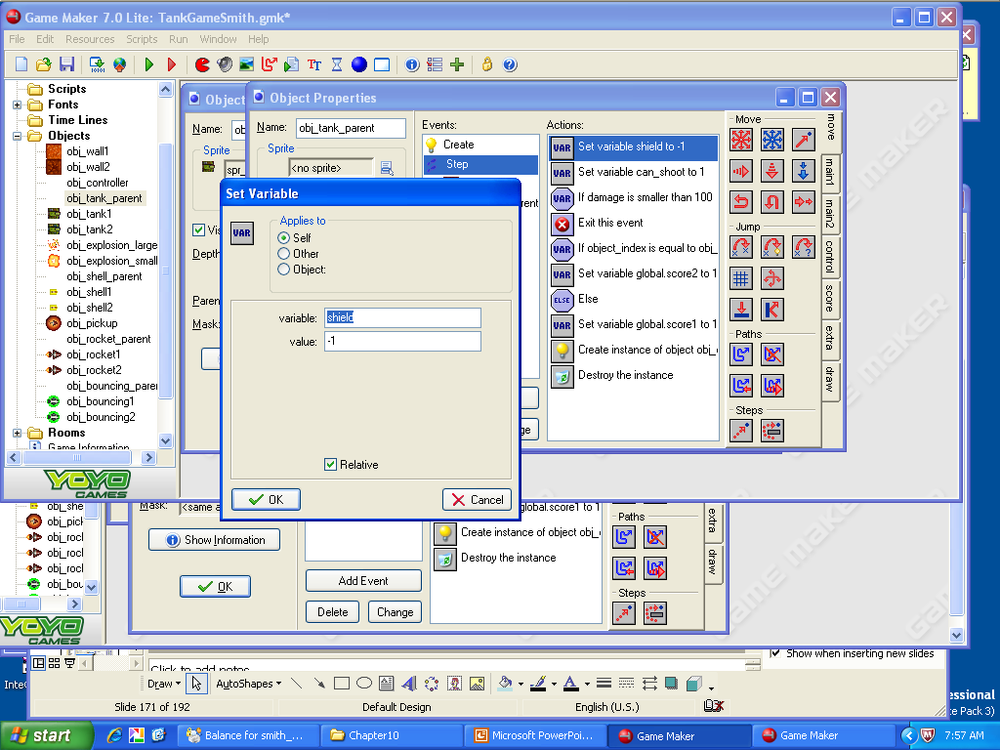 Game Maker 7.0 Lite: TankGameSmith.gmk*
File Edit Resources Scripts Run Window Help
Scripts
Fonts
Time Lines
Objects
obj_wall1
obj_wall2
obj_controller
obj_tank_parent
obj_tank1
obj_tank2
obj_explosion_large
obj_explosion_small
obj_shell_parent
obj_shell1
obj_shell2
obj_pickup
obj_rocket_parent
obj_rocket1
obj_rocket2
obj_bouncing_parer
obj_bouncing1
obj_bouncing2
Rooms
Game Information
YOYO
GAMES
Object
Name: ob
Sprite
spr_
Vis
Depth
Paren
Mask:
Object Properties
Name: obj_tank_parent
Sprite
<no sprite>
Events:
Create
Step
arent
ge
Actions:
Set variable shield to -1
Set variable can_shoot to 1
If damage is smaller than 100
Exit this event
If object_index is equal to obj_
Set variable global.score2 to 1
ELSE Else
Set variable global.score1 to 1
Create instance of object obj_
Destroy the instance
VAR
Move
Jump
Paths
Steps
move
main1
main2
control
score
extra
draw
Set Variable
VAR
Applies to
Self
Other
Object:
variable: shield
value: -1
Relative
OK
Cancel
obj_she
obj_pick
obj_rocl
obj_rocl
obj_rocl
obj_bou
YOYO
GAMES
Mask: <same a
Show Information
OK
Add Event
Delete
Change
global.score1 to 1
Create instance of object obj_
Destroy the instance
Paths
Steps
extra
draw
GAME MAKER
Click to add notes
Show when inserting new slides
Draw
AutoShapes
Slide 171 of 192
Default Design
English (U.S.)
Inte
essional
e Pack 3)
start
Balance for smith_...
Chapter10
Microsoft PowerPoi...
Game Maker
Game Maker
7:57 AM